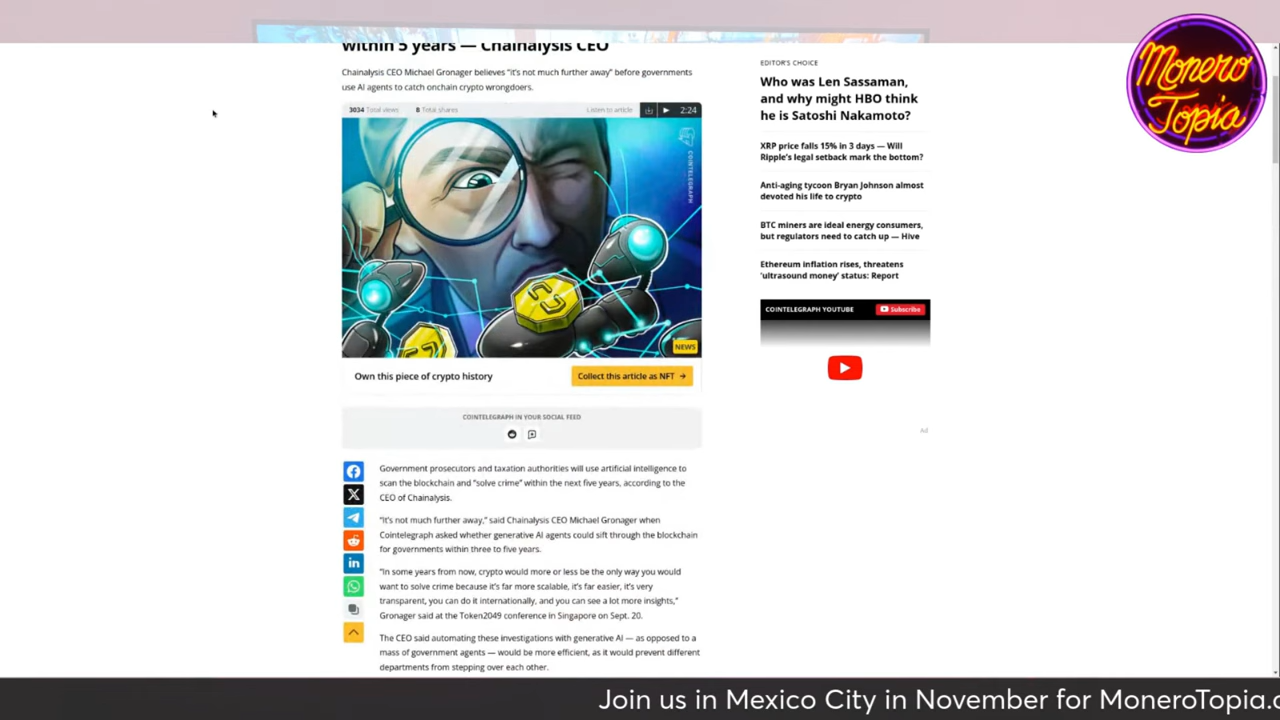 within 5 years — Chainalysis CEO
Chainalysis CEO Michael Gronager believes “it’s not much further away” before governments
use AI agents to catch onchain crypto wrongdoers.
3034 Total views
8 Total shares
Listen to article
2:24
COINTELEGRAPH
NEWS
Own this piece of crypto history
Collect this article as NFT →
COINTELEGRAPH IN YOUR SOCIAL FEED
Government prosecutors and taxation authorities will use artificial intelligence to
scan the blockchain and “solve crime” within the next five years, according to the
CEO of Chainalysis.
“It’s not much further away,” said Chainalysis CEO Michael Gronager when
Cointelegraph asked whether generative AI agents could sift through the blockchain
for governments within three to five years.
“In some years from now, crypto would more or less be the only way you would
want to solve crime because it’s far more scalable, it’s far easier, it’s very
transparent, you can do it internationally, and you can see a lot more insights,”
Gronager said at the Token2049 conference in Singapore on Sept. 20.
The CEO said automating these investigations with generative AI — as opposed to a
mass of government agents — would be more efficient, as it would prevent different
departments from stepping over each other.
EDITOR’S CHOICE
Who was Len Sassaman,
and why might HBO think
he is Satoshi Nakamoto?
XRP price falls 15% in 3 days — Will
Ripple’s legal setback mark the bottom?
Anti-aging tycoon Bryan Johnson almost
devoted his life to crypto
BTC miners are ideal energy consumers,
but regulators need to catch up — Hive
Ethereum inflation rises, threatens
‘ultrasound money’ status: Report
COINTELEGRAPH YOUTUBE
Subscribe
Ad
Monero
Topia
Join us in Mexico City in November for MoneroTopia.